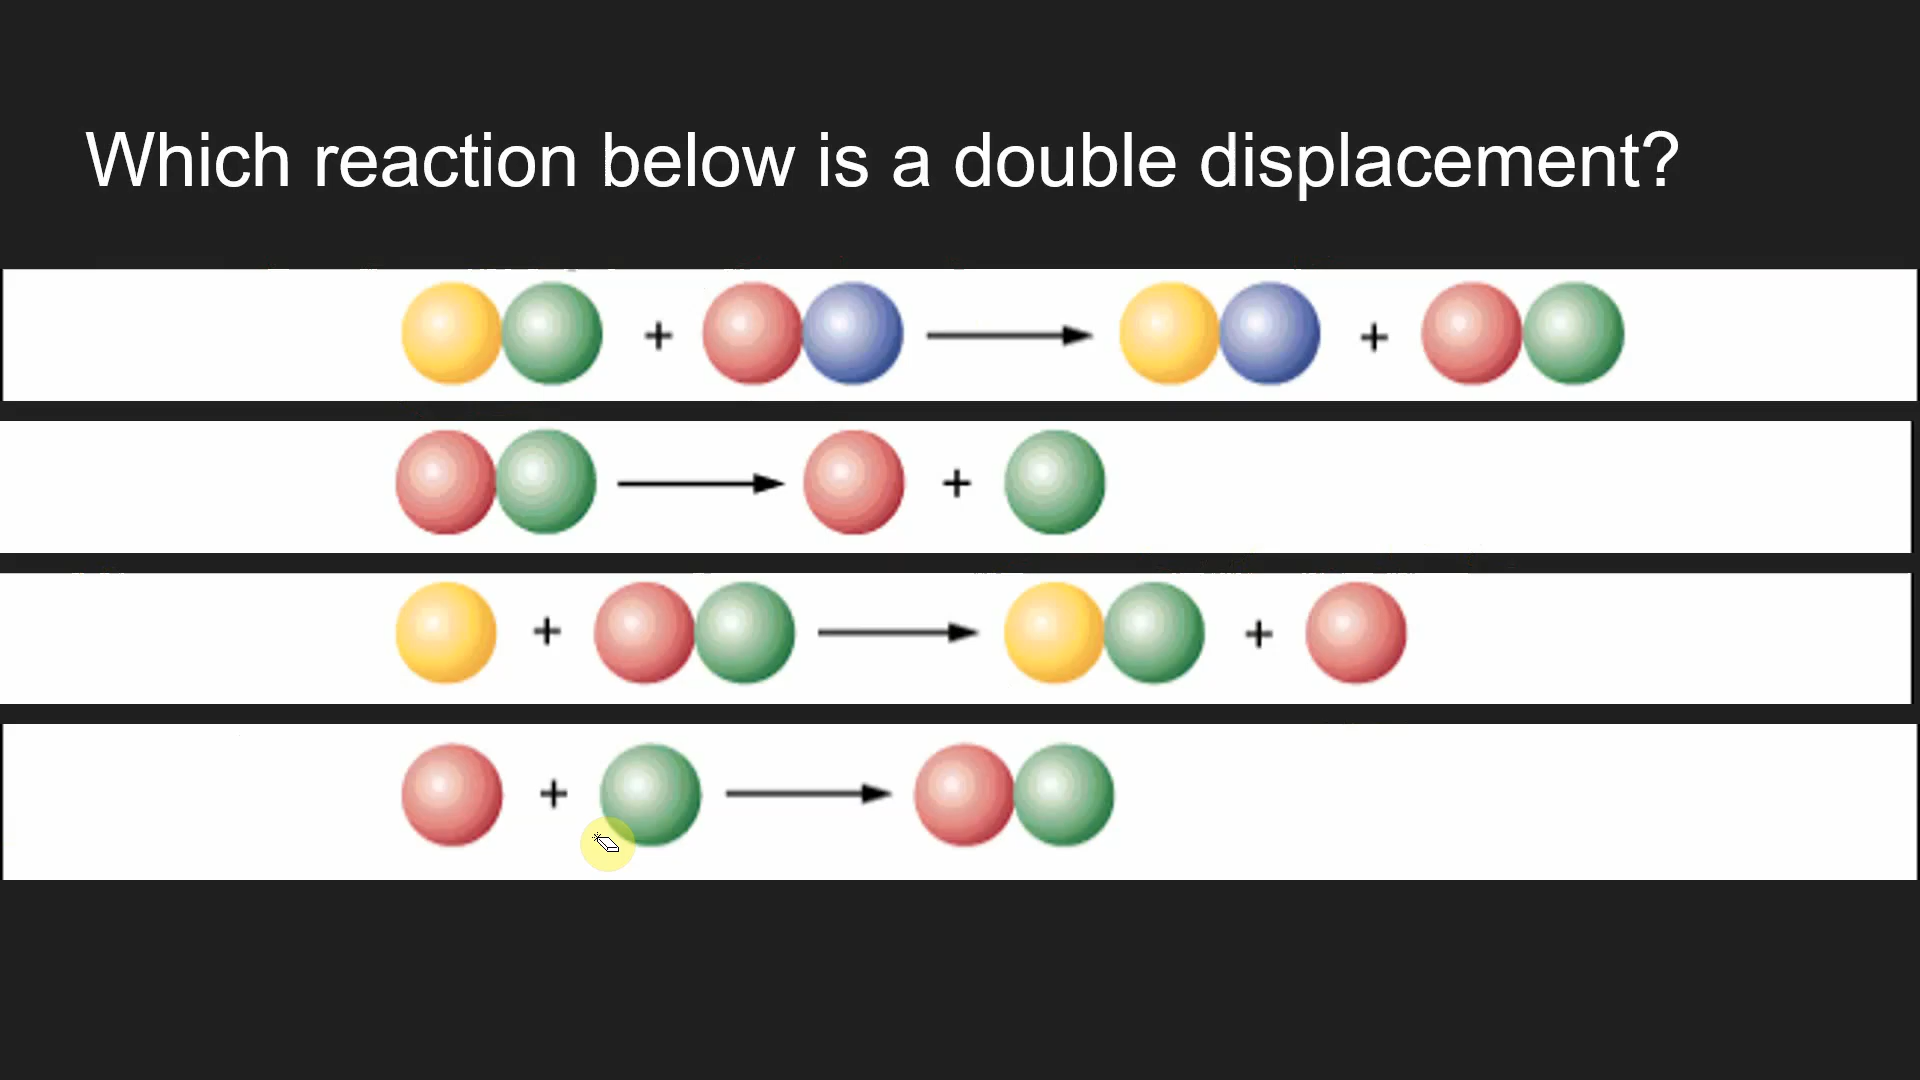 Which reaction below is a double displacement?
+ +
+
+ +
+